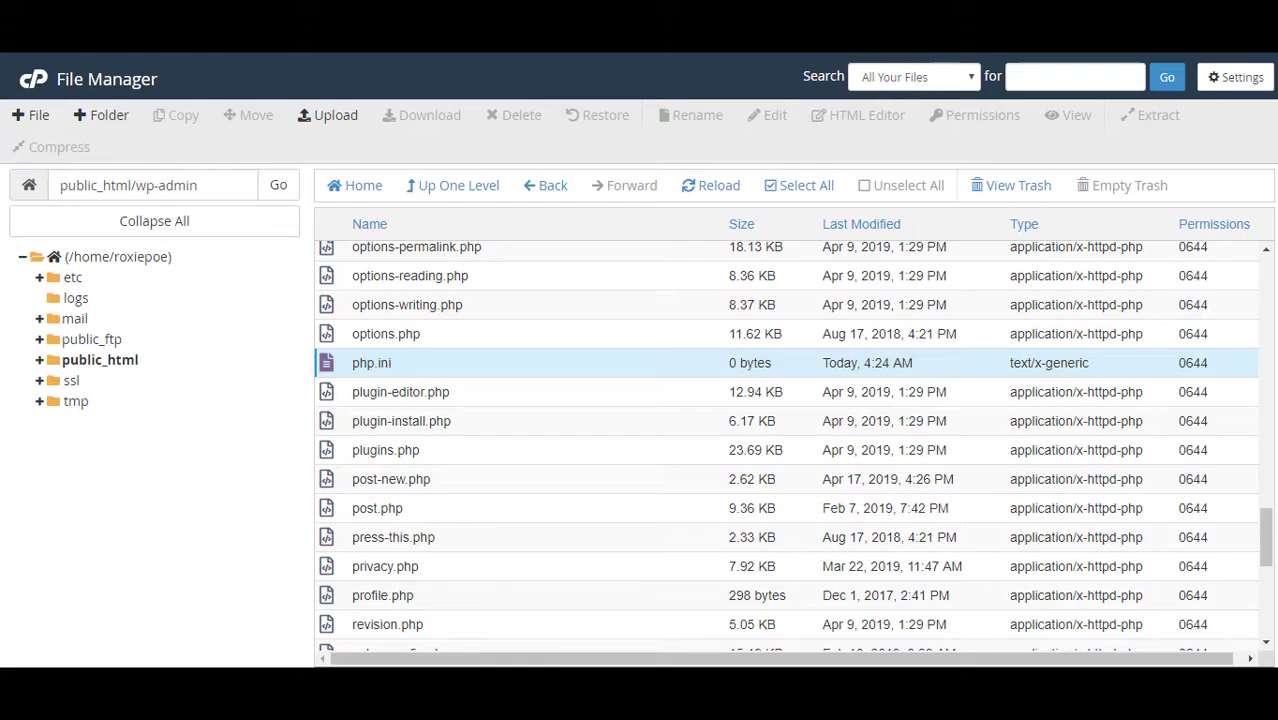 cP File Manager
Search All Your Files for Go Settings
File Folder Copy Move Upload Download Delete Restore Rename Edit HTML Editor Permissions View Extract
Compress
public_html/wp-admin Go
Collapse All
(/home/roxiepoe)
etc
logs
mail
public_ftp
public_html
ssl
tmp
Home Up One Level Back Forward Reload Select All Unselect All View Trash Empty Trash
Name Size Last Modified Type Permissions
options-permalink.php 18.13 KB Apr 9, 2019, 1:29 PM application/x-httpd-php 0644
options-reading.php 8.36 KB Apr 9, 2019, 1:29 PM application/x-httpd-php 0644
options-writing.php 8.37 KB Apr 9, 2019, 1:29 PM application/x-httpd-php 0644
options.php 11.62 KB Aug 17, 2018, 4:21 PM application/x-httpd-php 0644
php.ini 0 bytes Today, 4:24 AM text/x-generic 0644
plugin-editor.php 12.94 KB Apr 9, 2019, 1:29 PM application/x-httpd-php 0644
plugin-install.php 6.17 KB Apr 9, 2019, 1:29 PM application/x-httpd-php 0644
plugins.php 23.69 KB Apr 9, 2019, 1:29 PM application/x-httpd-php 0644
post-new.php 2.62 KB Apr 17, 2019, 4:26 PM application/x-httpd-php 0644
post.php 9.36 KB Feb 7, 2019, 7:42 PM application/x-httpd-php 0644
press-this.php 2.33 KB Aug 17, 2018, 4:21 PM application/x-httpd-php 0644
privacy.php 7.92 KB Mar 22, 2019, 11:47 AM application/x-httpd-php 0644
profile.php 298 bytes Dec 1, 2017, 2:41 PM application/x-httpd-php 0644
revision.php 5.05 KB Apr 9, 2019, 1:29 PM application/x-httpd-php 0644